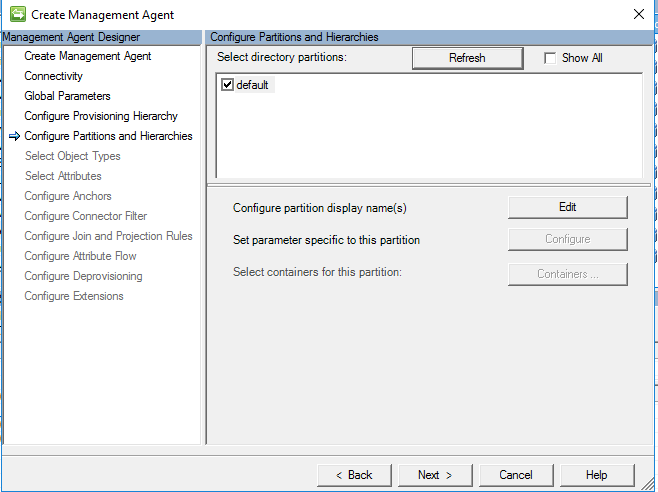 Create Management Agent
Management Agent Designer
Create Management Agent
Connectivity
Global Parameters
Configure Provisioning Hierarchy
Configure Partitions and Hierarchies
Select Object Types
Select Attributes
Configure Anchors
Configure Connector Filter
Configure Join and Projection Rules
Configure Attribute Flow
Configure Deprovisioning
Configure Extensions
Configure Partitions and Hierarchies
Select directory partitions:
Refresh
Show All
default
Configure partition display name(s)
Edit
Set parameter specific to this partition
Configure
Select containers for this partition:
Containers ...
< Back
Next >
Cancel
Help